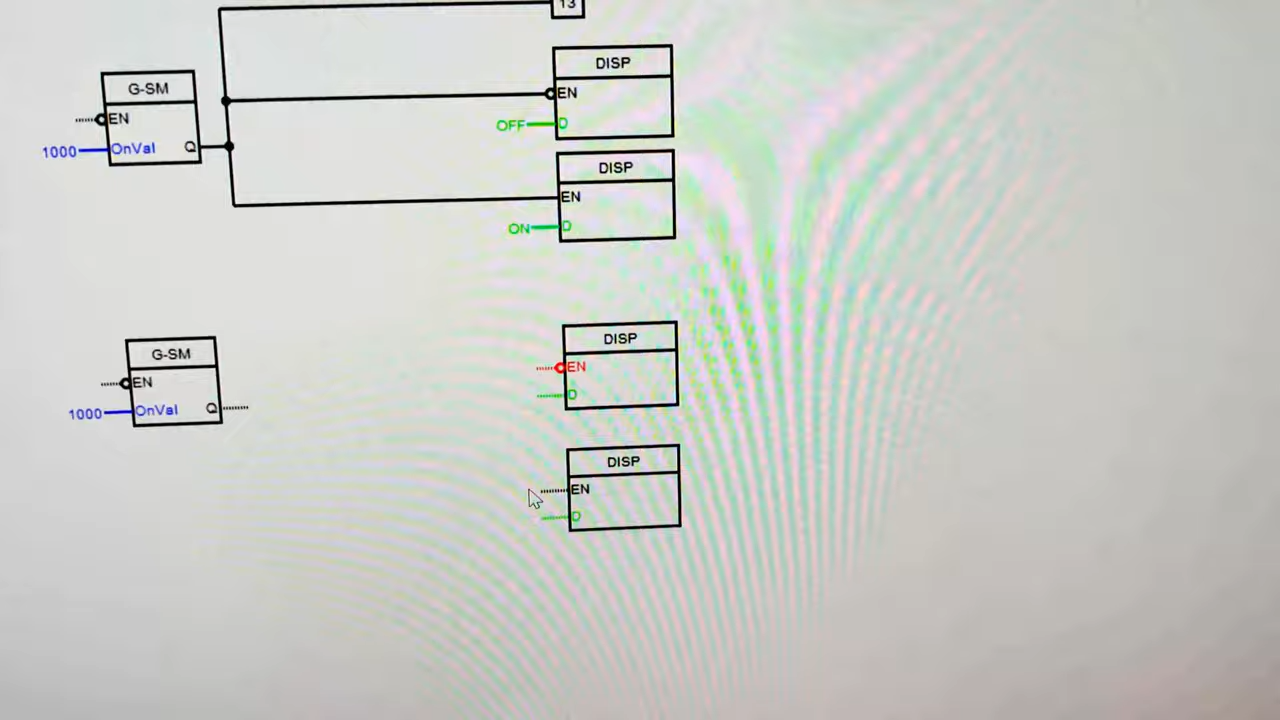 13
DISP
G-SM
EN
EN
OFF D
1000 OnVal Q
DISP
EN
ON D
DISP
G-SM
EN
EN
D
1000 OnVal Q
DISP
EN
D